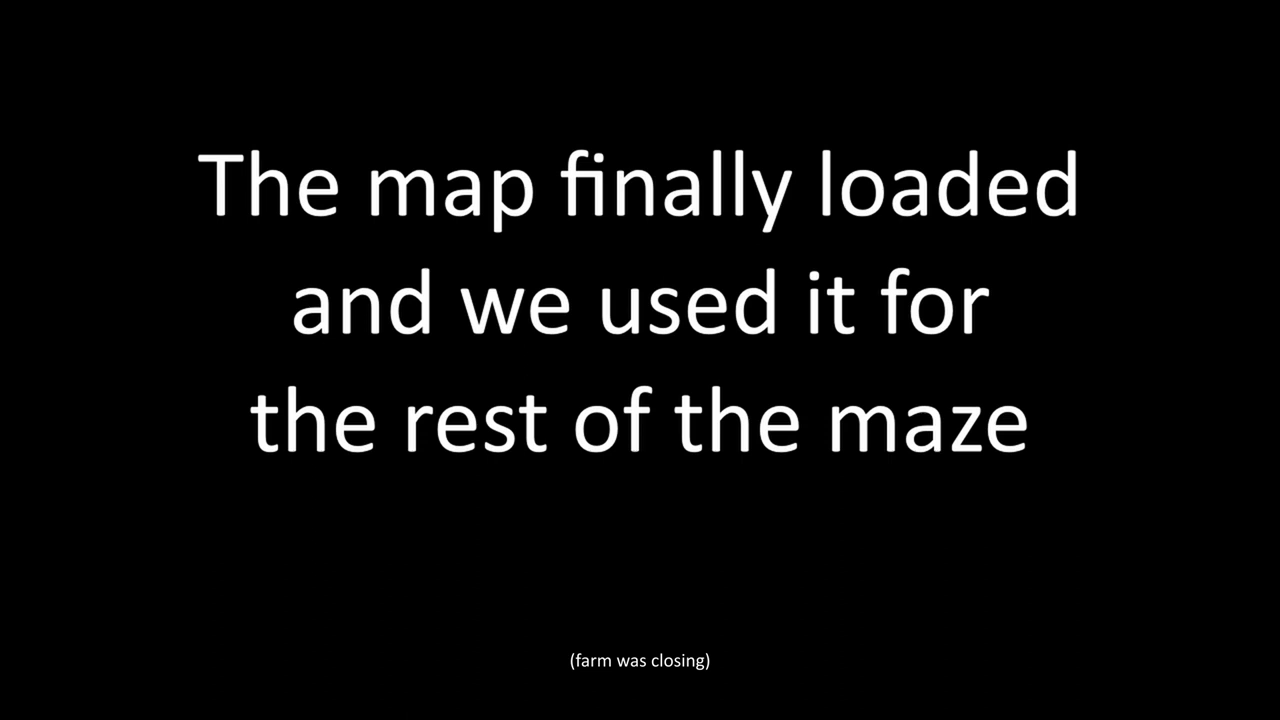 The map finally loaded
and we used it for
the rest of the maze
(farm was closing)